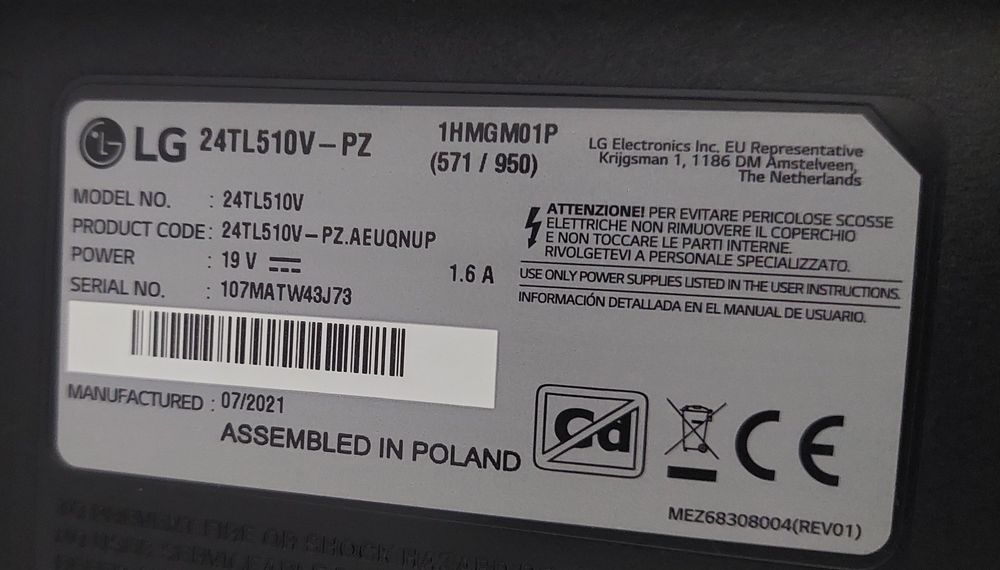 LG 24TL510V-PZ
1HMGM01P
(571 / 950)
LG Electronics Inc. EU Representative
Krijgsman 1, 1186 DM Amstelveen,
The Netherlands
MODEL NO. : 24TL510V
PRODUCT CODE : 24TL510V-PZ.AEUQNUP
POWER : 19 V ⎓ 1.6 A
SERIAL NO. : 107MATW43J73
ATTENZIONE! PER EVITARE PERICOLOSE SCOSSE
ELETTRICHE NON RIMUOVERE IL COPERCHIO
E NON TOCCARE LE PARTI INTERNE.
RIVOLGETEVI A PERSONALE SPECIALIZZATO.
USE ONLY POWER SUPPLIES LISTED IN THE USER INSTRUCTIONS.
INFORMACIÓN DETALLADA EN EL MANUAL DE USUARIO.
MANUFACTURED : 07/2021
ASSEMBLED IN POLAND
Cd
CE
MEZ68308004(REV01)
FIRE OR SHOCK